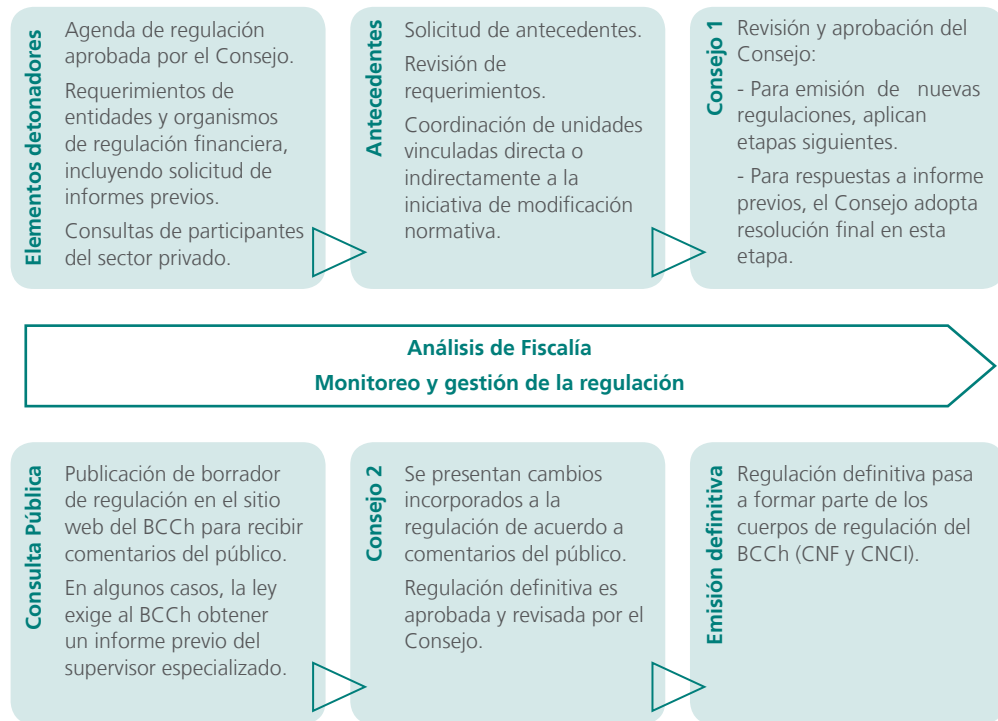 Elementos detonadores
Agenda de regulación
aprobada por el Consejo.
Requerimientos de
entidades y organismos
de regulación financiera,
incluyendo solicitud de
informes previos.
Consultas de participantes
del sector privado.
Antecedentes
Solicitud de antecedentes.
Revisión de
requerimientos.
Coordinación de unidades
vinculadas directa o
indirectamente a la
iniciativa de modificación
normativa.
Consejo 1
Revisión y aprobación del
Consejo:
- Para emisión de nuevas
regulaciones, aplican
etapas siguientes.
- Para respuestas a informe
previos, el Consejo adopta
resolución final en esta
etapa.
Análisis de Fiscalía
Monitoreo y gestión de la regulación
Consulta Pública
Publicación de borrador
de regulación en el sitio
web del BCCh para recibir
comentarios del público.
En algunos casos, la ley
exige al BCCh obtener
un informe previo del
supervisor especializado.
Consejo 2
Se presentan cambios
incorporados a la
regulación de acuerdo a
comentarios del público.
Regulación definitiva es
aprobada y revisada por el
Consejo.
Emisión definitiva
Regulación definitiva pasa
a formar parte de los
cuerpos de regulación del
BCCh (CNF y CNCI).